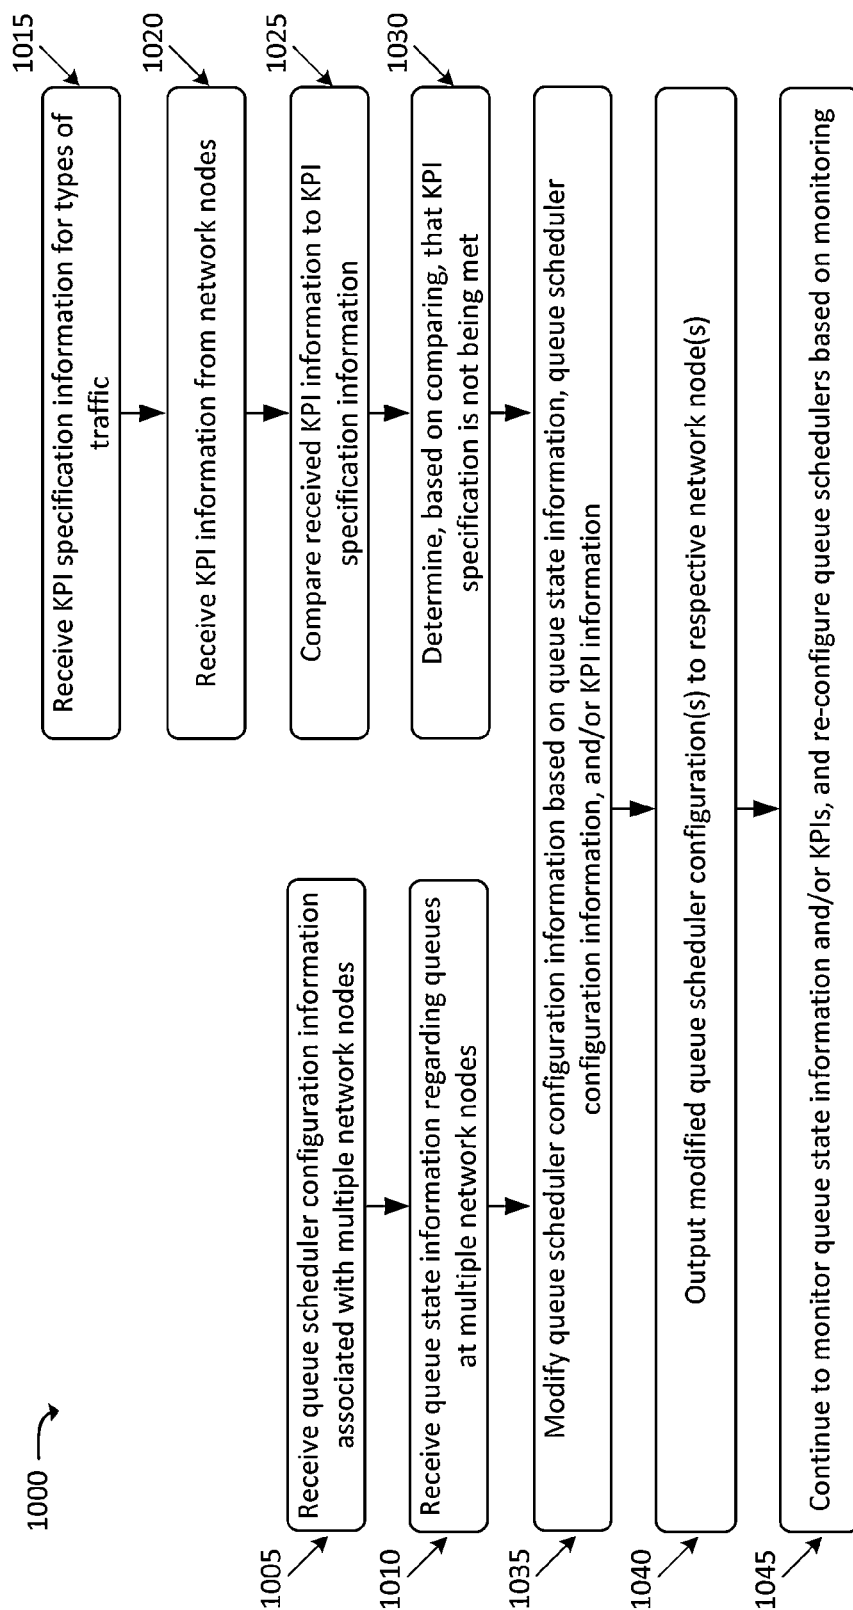 1000
1005
Receive queue scheduler configuration information
associated with multiple network nodes
1010
Receive queue state information regarding queues
at multiple network nodes
1015
Receive KPI specification information for types of
traffic
1020
Receive KPI information from network nodes
1025
Compare received KPI information to KPI
specification information
1030
Determine, based on comparing, that KPI
specification is not being met
1035
Modify queue scheduler configuration information based on queue state information, queue scheduler
configuration information, and/or KPI information
1040
Output modified queue scheduler configuration(s) to respective network node(s)
1045
Continue to monitor queue state information and/or KPIs, and re-configure queue schedulers based on monitoring